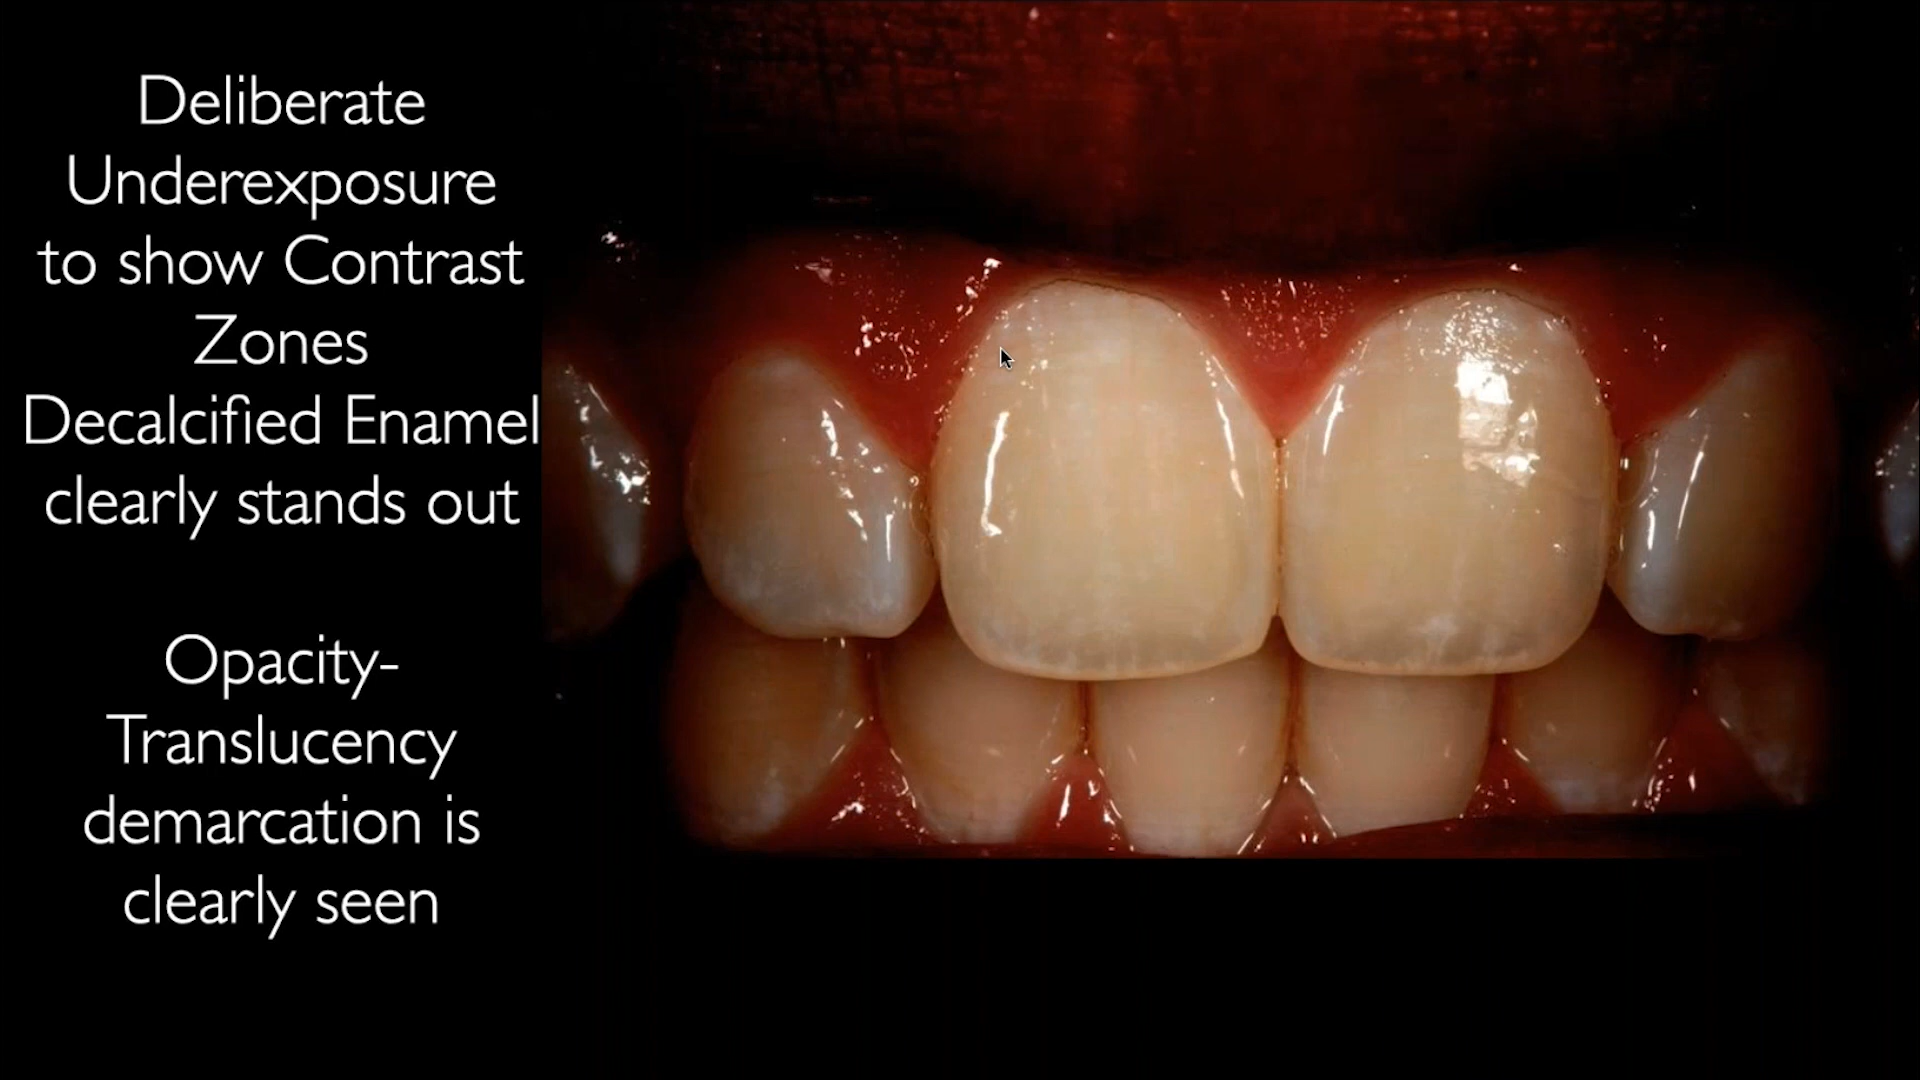 Deliberate
Underexposure
to show Contrast
Zones
Decalcified Enamel
clearly stands out
Opacity-
Translucency
demarcation is
clearly seen